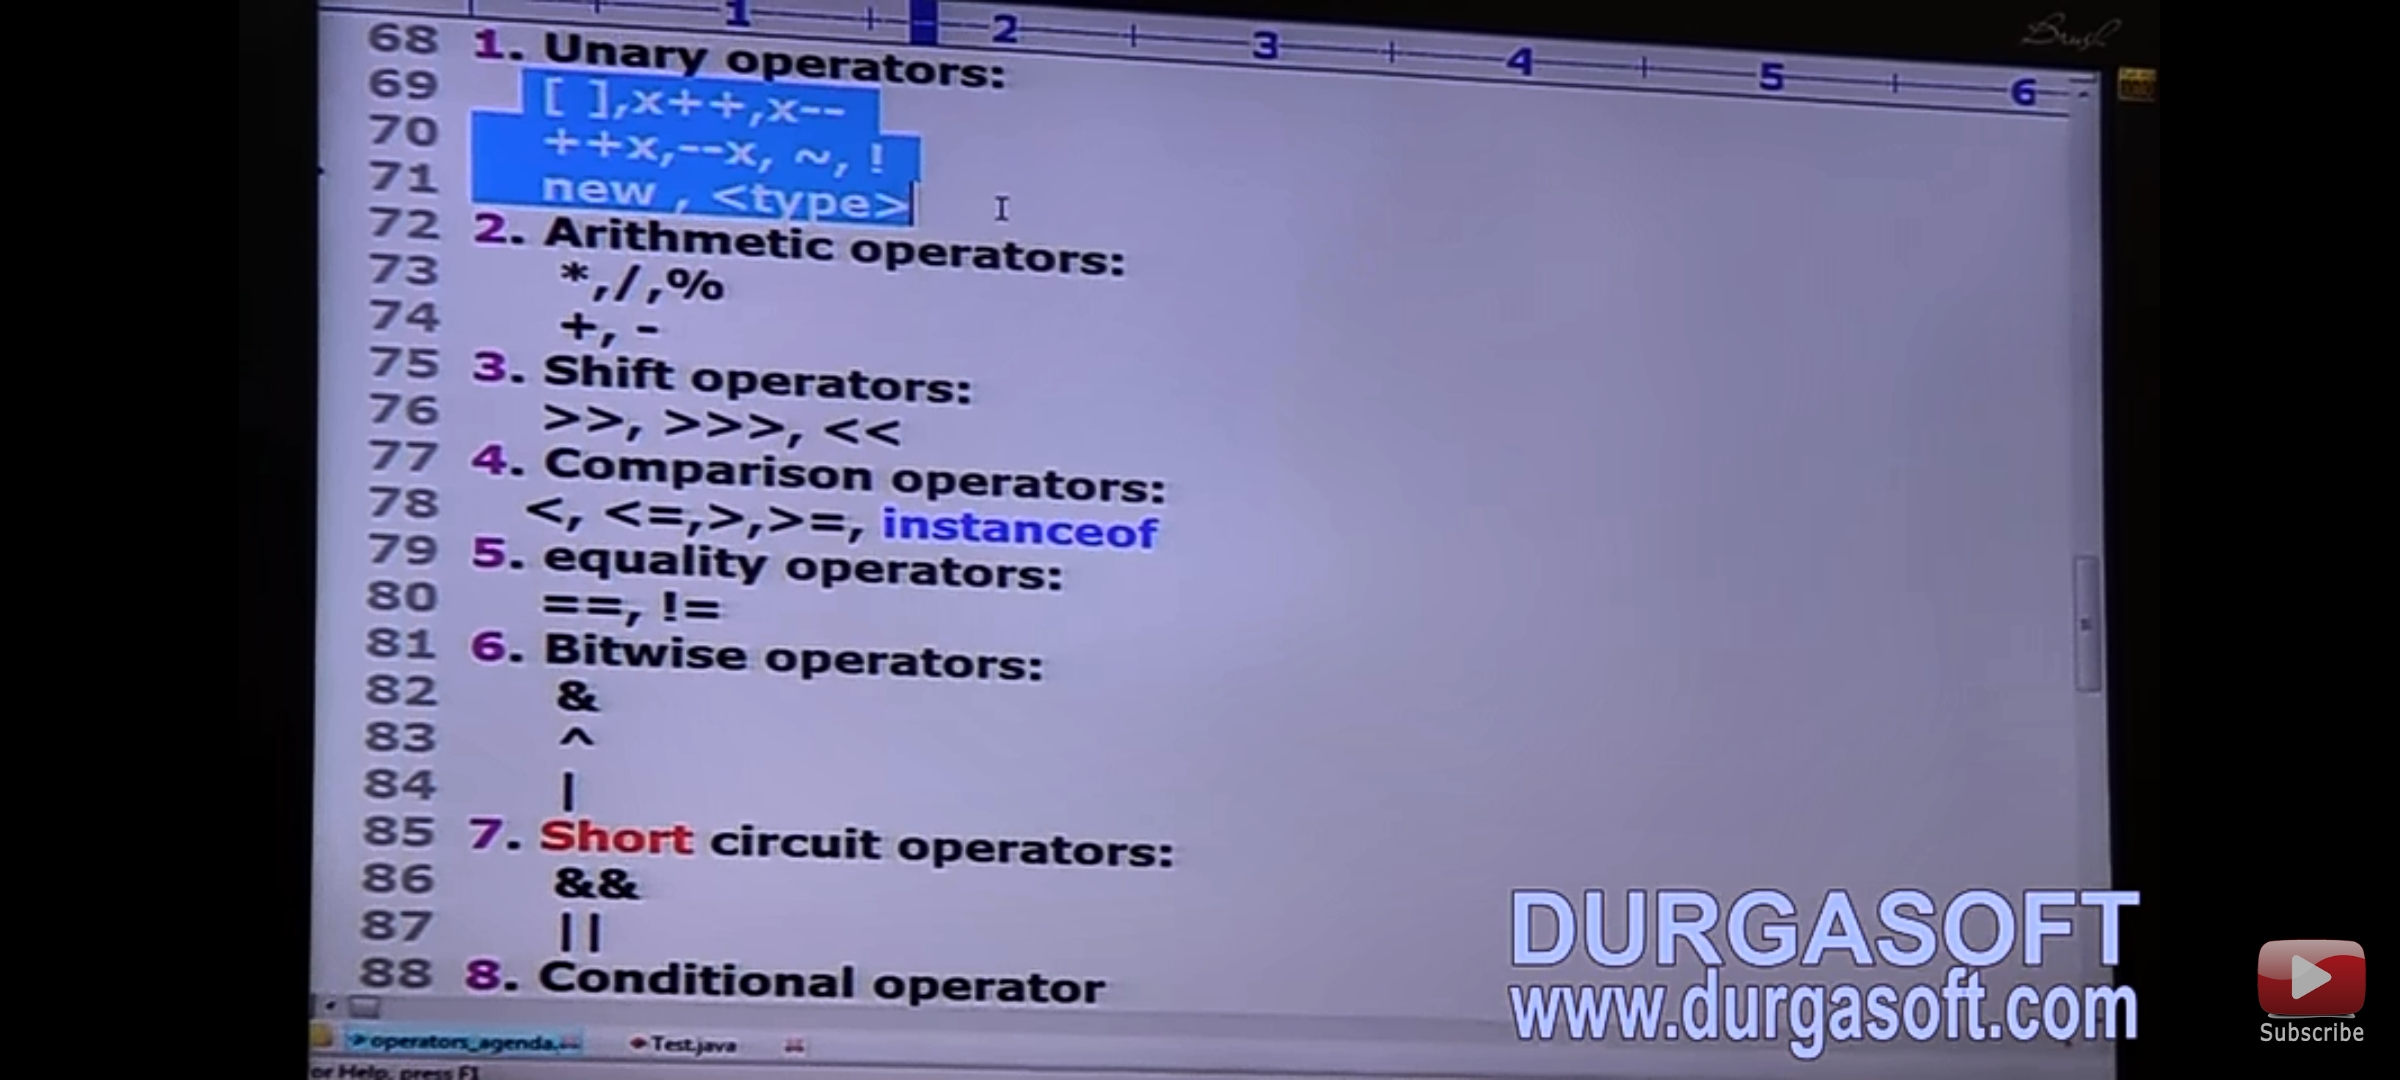 1 2 3 4 5 6
Brush
68 1. Unary operators:
69 [ ],x++,x--
70 ++x,--x, ~, !
71 new , <type>
72 2. Arithmetic operators:
73 *,/,%
74 +, -
75 3. Shift operators:
76 >>, >>>, <<
77 4. Comparison operators:
78 <, <=,>,>=, instanceof
79 5. equality operators:
80 ==, !=
81 6. Bitwise operators:
82 &
83 ^
84 |
85 7. Short circuit operators:
86 &&
87 ||
88 8. Conditional operator
operators_agenda
Test.java
or Help, press F1
DURGASOFT
www.durgasoft.com
Subscribe